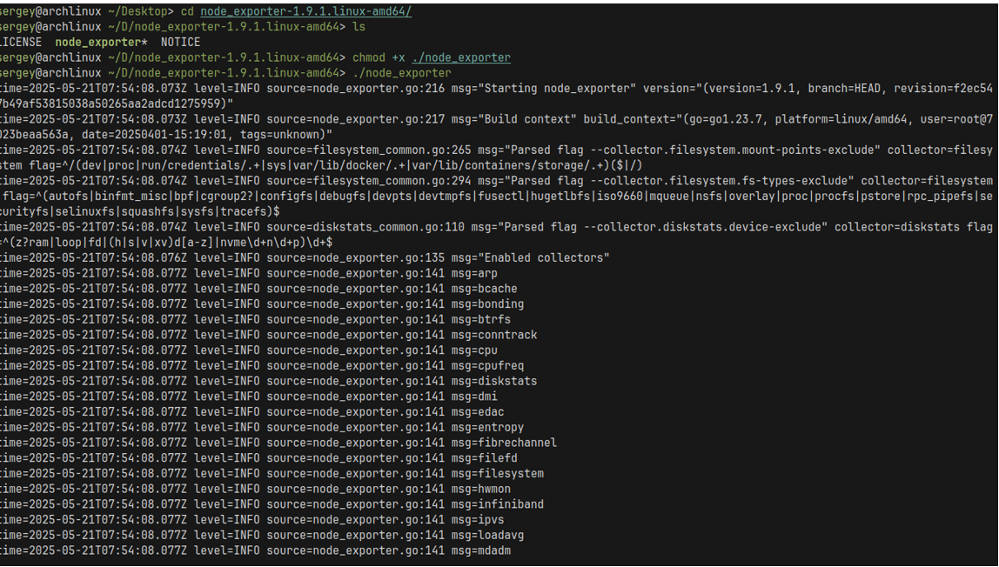 sergey@archlinux ~/Desktop> cd node_exporter-1.9.1.linux-amd64/
sergey@archlinux ~/D/node_exporter-1.9.1.linux-amd64> ls
LICENSE  node_exporter*  NOTICE
sergey@archlinux ~/D/node_exporter-1.9.1.linux-amd64> chmod +x ./node_exporter
sergey@archlinux ~/D/node_exporter-1.9.1.linux-amd64> ./node_exporter
time=2025-05-21T07:54:08.073Z level=INFO source=node_exporter.go:216 msg="Starting node_exporter" version="(version=1.9.1, branch=HEAD, revision=f2ec54
7b49af53815038a50265aa2adcd1275959)"
time=2025-05-21T07:54:08.073Z level=INFO source=node_exporter.go:217 msg="Build context" build_context="(go=go1.23.7, platform=linux/amd64, user=root@7
023beaa563a, date=20250401-15:19:01, tags=unknown)"
time=2025-05-21T07:54:08.074Z level=INFO source=filesystem_common.go:265 msg="Parsed flag --collector.filesystem.mount-points-exclude" collector=filesy
stem flag=^/(dev|proc|run/credentials/.+|sys|var/lib/docker/.+|var/lib/containers/storage/.+)($|/)
time=2025-05-21T07:54:08.074Z level=INFO source=filesystem_common.go:294 msg="Parsed flag --collector.filesystem.fs-types-exclude" collector=filesystem
flag=^(autofs|binfmt_misc|bpf|cgroup2?|configfs|debugfs|devpts|devtmpfs|fusectl|hugetlbfs|iso9660|mqueue|nsfs|overlay|proc|procfs|pstore|rpc_pipefs|se
curityfs|selinuxfs|squashfs|sysfs|tracefs)$
time=2025-05-21T07:54:08.074Z level=INFO source=diskstats_common.go:110 msg="Parsed flag --collector.diskstats.device-exclude" collector=diskstats flag
=^(z?ram|loop|fd|(h|s|v|xv)d[a-z]|nvme\d+n\d+p)\d+$
time=2025-05-21T07:54:08.076Z level=INFO source=node_exporter.go:135 msg="Enabled collectors"
time=2025-05-21T07:54:08.077Z level=INFO source=node_exporter.go:141 msg=arp
time=2025-05-21T07:54:08.077Z level=INFO source=node_exporter.go:141 msg=bcache
time=2025-05-21T07:54:08.077Z level=INFO source=node_exporter.go:141 msg=bonding
time=2025-05-21T07:54:08.077Z level=INFO source=node_exporter.go:141 msg=btrfs
time=2025-05-21T07:54:08.077Z level=INFO source=node_exporter.go:141 msg=conntrack
time=2025-05-21T07:54:08.077Z level=INFO source=node_exporter.go:141 msg=cpu
time=2025-05-21T07:54:08.077Z level=INFO source=node_exporter.go:141 msg=cpufreq
time=2025-05-21T07:54:08.077Z level=INFO source=node_exporter.go:141 msg=diskstats
time=2025-05-21T07:54:08.077Z level=INFO source=node_exporter.go:141 msg=dmi
time=2025-05-21T07:54:08.077Z level=INFO source=node_exporter.go:141 msg=edac
time=2025-05-21T07:54:08.077Z level=INFO source=node_exporter.go:141 msg=entropy
time=2025-05-21T07:54:08.077Z level=INFO source=node_exporter.go:141 msg=fibrechannel
time=2025-05-21T07:54:08.077Z level=INFO source=node_exporter.go:141 msg=filefd
time=2025-05-21T07:54:08.077Z level=INFO source=node_exporter.go:141 msg=filesystem
time=2025-05-21T07:54:08.077Z level=INFO source=node_exporter.go:141 msg=hwmon
time=2025-05-21T07:54:08.077Z level=INFO source=node_exporter.go:141 msg=infiniband
time=2025-05-21T07:54:08.077Z level=INFO source=node_exporter.go:141 msg=ipvs
time=2025-05-21T07:54:08.077Z level=INFO source=node_exporter.go:141 msg=loadavg
time=2025-05-21T07:54:08.077Z level=INFO source=node_exporter.go:141 msg=mdadm